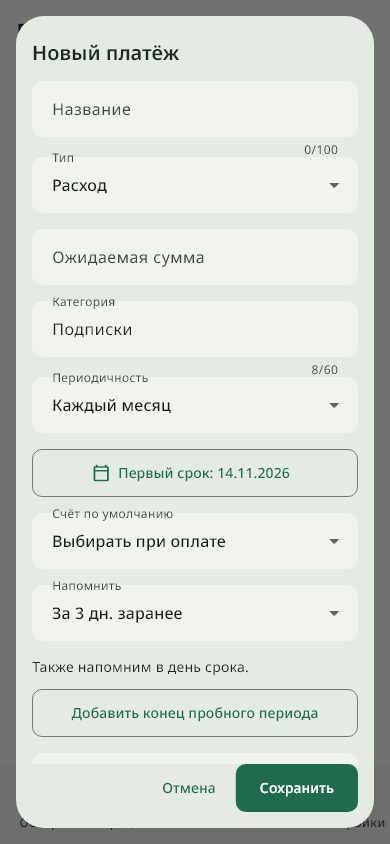 Новый платёж
Название
0/100
Тип
Расход
Ожидаемая сумма
Категория
Подписки
8/60
Периодичность
Каждый месяц
Первый срок: 14.11.2026
Счёт по умолчанию
Выбирать при оплате
Напомнить
За 3 дн. заранее
Также напомним в день срока.
Добавить конец пробного периода
Отмена
Сохранить